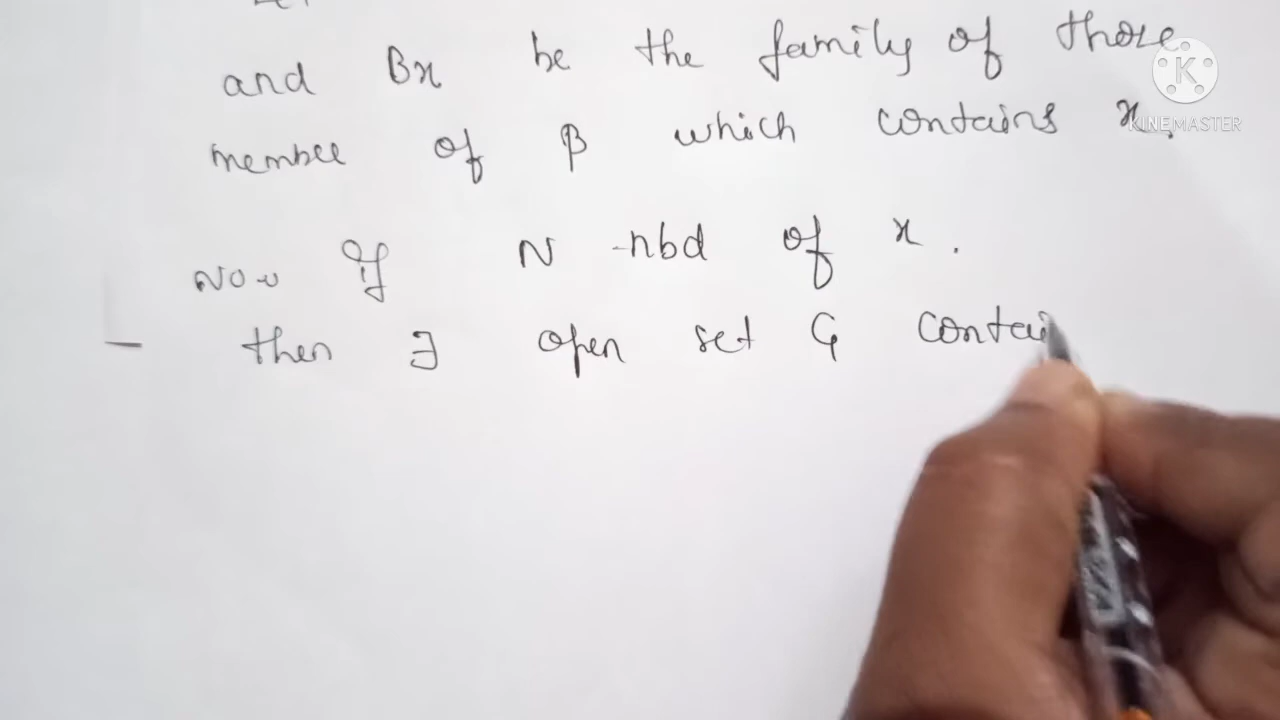 and Bx be the family of those
member of β which contains x.
Now If N -nbd of x.
- then ∃ open set G contai
K
KINEMASTER